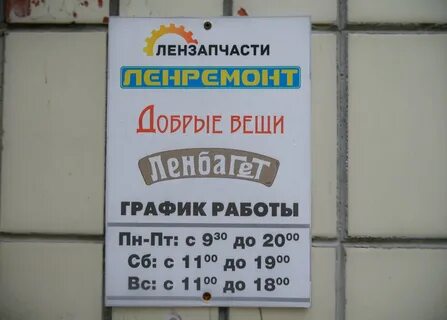 ЛЕНЗАПЧАСТИ
ЛЕНРЕМОНТ
ДОБРЫЕ ВЕЩИ
Ленбагет
ГРАФИК РАБОТЫ
Пн-Пт: с 9³⁰ до 20⁰⁰
Сб: с 11⁰⁰ до 19⁰⁰
Вс: с 11⁰⁰ до 18⁰⁰